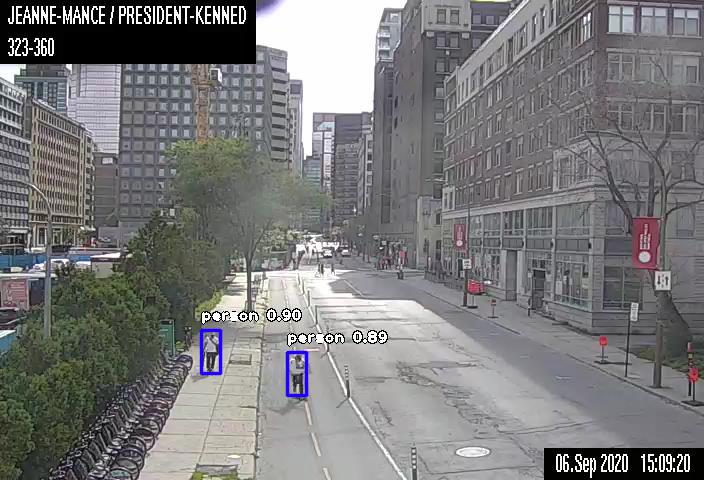 JEANNE-MANCE / PRESIDENT-KENNED
323-360
person 0.90
person 0.89
06.Sep 2020 15:09:20